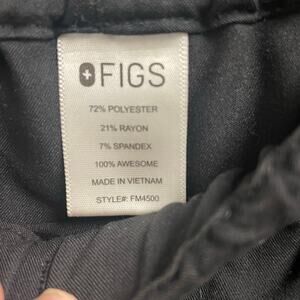 FIGS
72% POLYESTER
21% RAYON
7% SPANDEX
100% AWESOME
MADE IN VIETNAM
STYLE#: FM4500